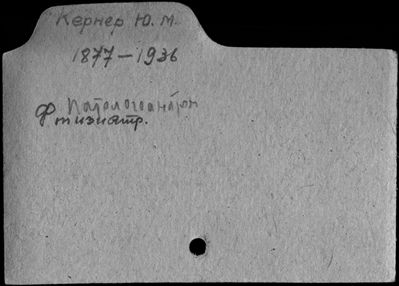 Кернер Ю. М.
1877 – 1936
Патологоанатом
Фтизиатр.